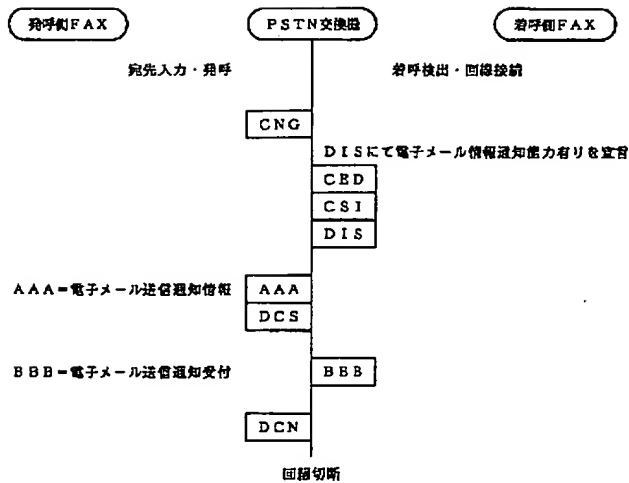 発呼側FAX
PSTN交換機
着呼側FAX
宛先入力・発呼
着呼検出・回線接続
CNG
DISにて電子メール情報通知能力有りを宣言
CED
CSI
DIS
AAA=電子メール送信通知情報
AAA
DCS
BBB=電子メール送信通知受付
BBB
DCN
回線切断